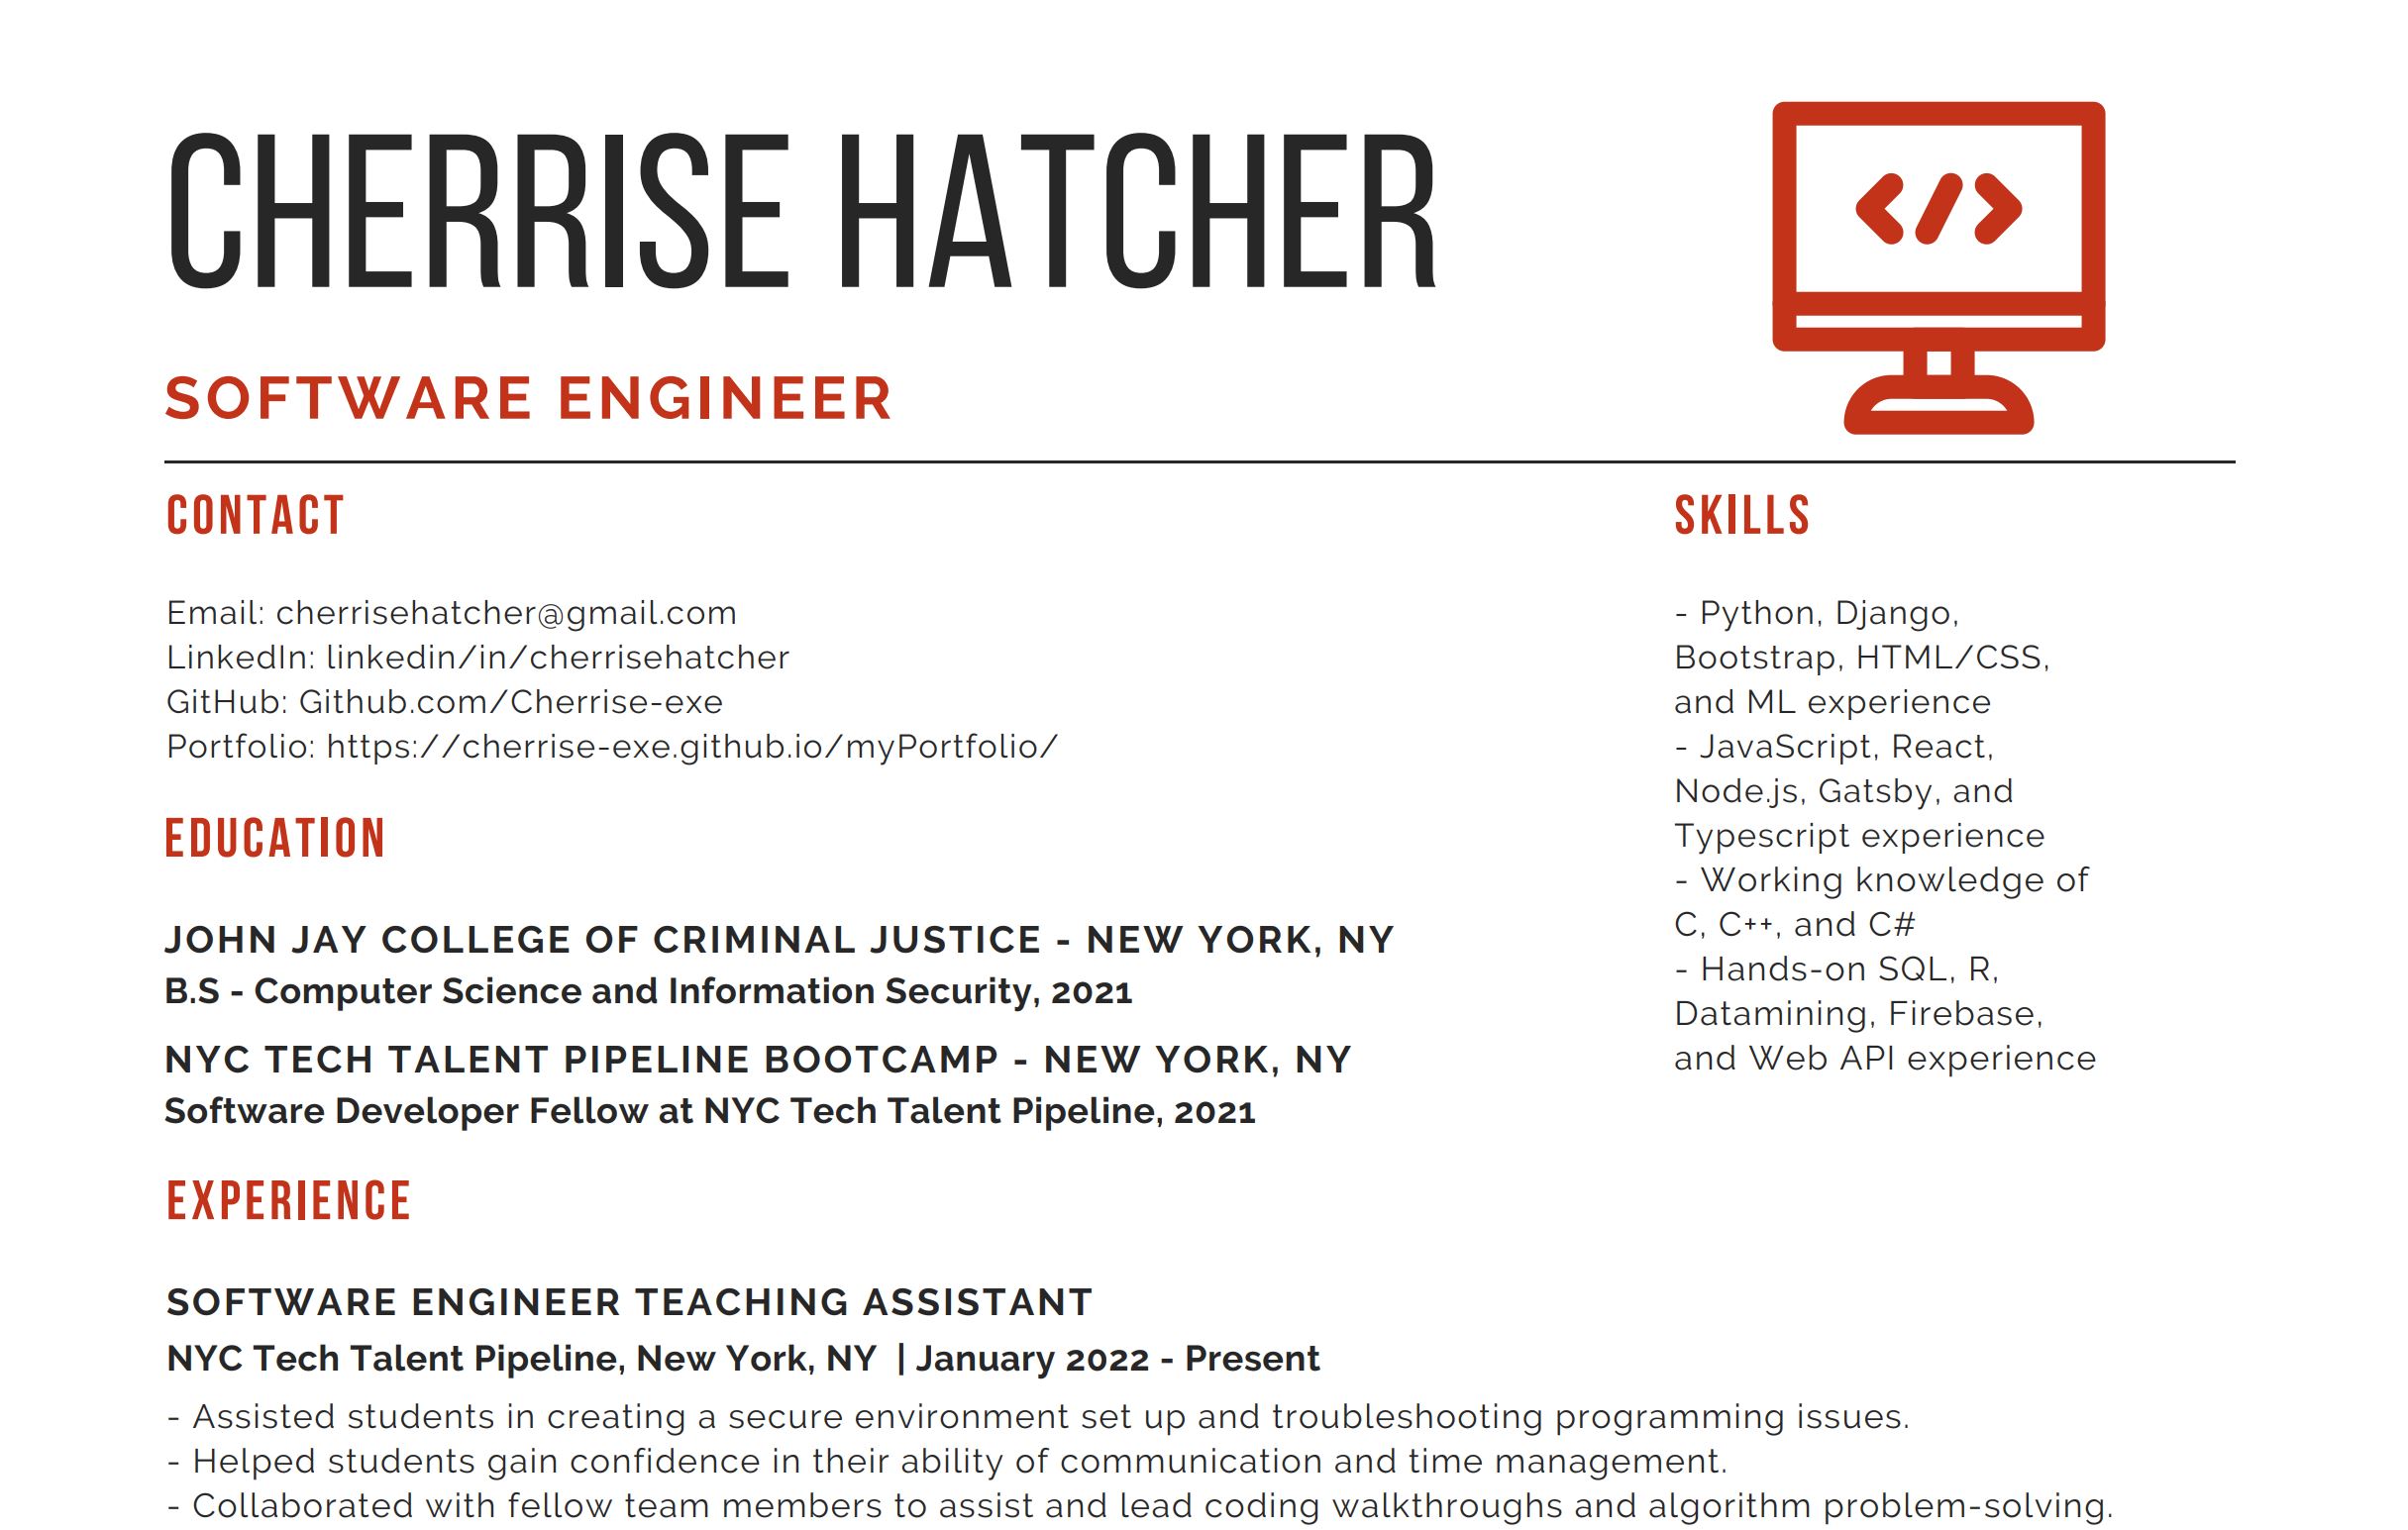 CHERRISE HATCHER
</>
SOFTWARE ENGINEER
CONTACT
Email: cherrisehatcher@gmail.com
LinkedIn: linkedin/in/cherrisehatcher
GitHub: Github.com/Cherrise-exe
Portfolio: https://cherrise-exe.github.io/myPortfolio/
EDUCATION
JOHN JAY COLLEGE OF CRIMINAL JUSTICE - NEW YORK, NY
B.S - Computer Science and Information Security, 2021
NYC TECH TALENT PIPELINE BOOTCAMP - NEW YORK, NY
Software Developer Fellow at NYC Tech Talent Pipeline, 2021
SKILLS
- Python, Django,
Bootstrap, HTML/CSS,
and ML experience
- JavaScript, React,
Node.js, Gatsby, and
Typescript experience
- Working knowledge of
C, C++, and C#
- Hands-on SQL, R,
Datamining, Firebase,
and Web API experience
EXPERIENCE
SOFTWARE ENGINEER TEACHING ASSISTANT
NYC Tech Talent Pipeline, New York, NY | January 2022 - Present
- Assisted students in creating a secure environment set up and troubleshooting programming issues.
- Helped students gain confidence in their ability of communication and time management.
- Collaborated with fellow team members to assist and lead coding walkthroughs and algorithm problem-solving.